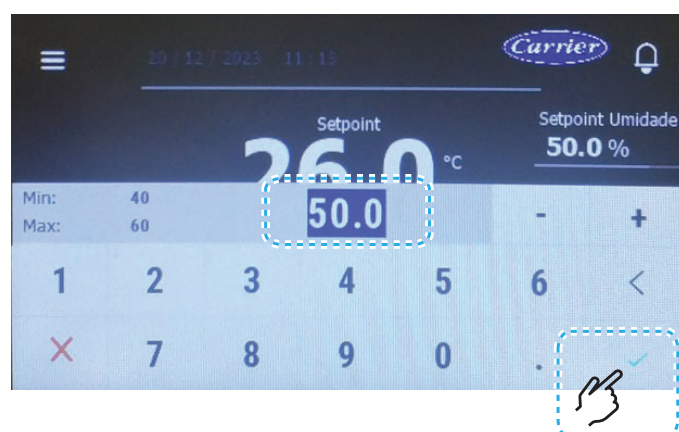 20 / 12 / 2023 11:13
Carrier
Setpoint
26.0 °C
Setpoint Umidade
50.0 %
Min: 40
Max: 60
50.0
- +
1 2 3 4 5 6 <
X 7 8 9 0 .